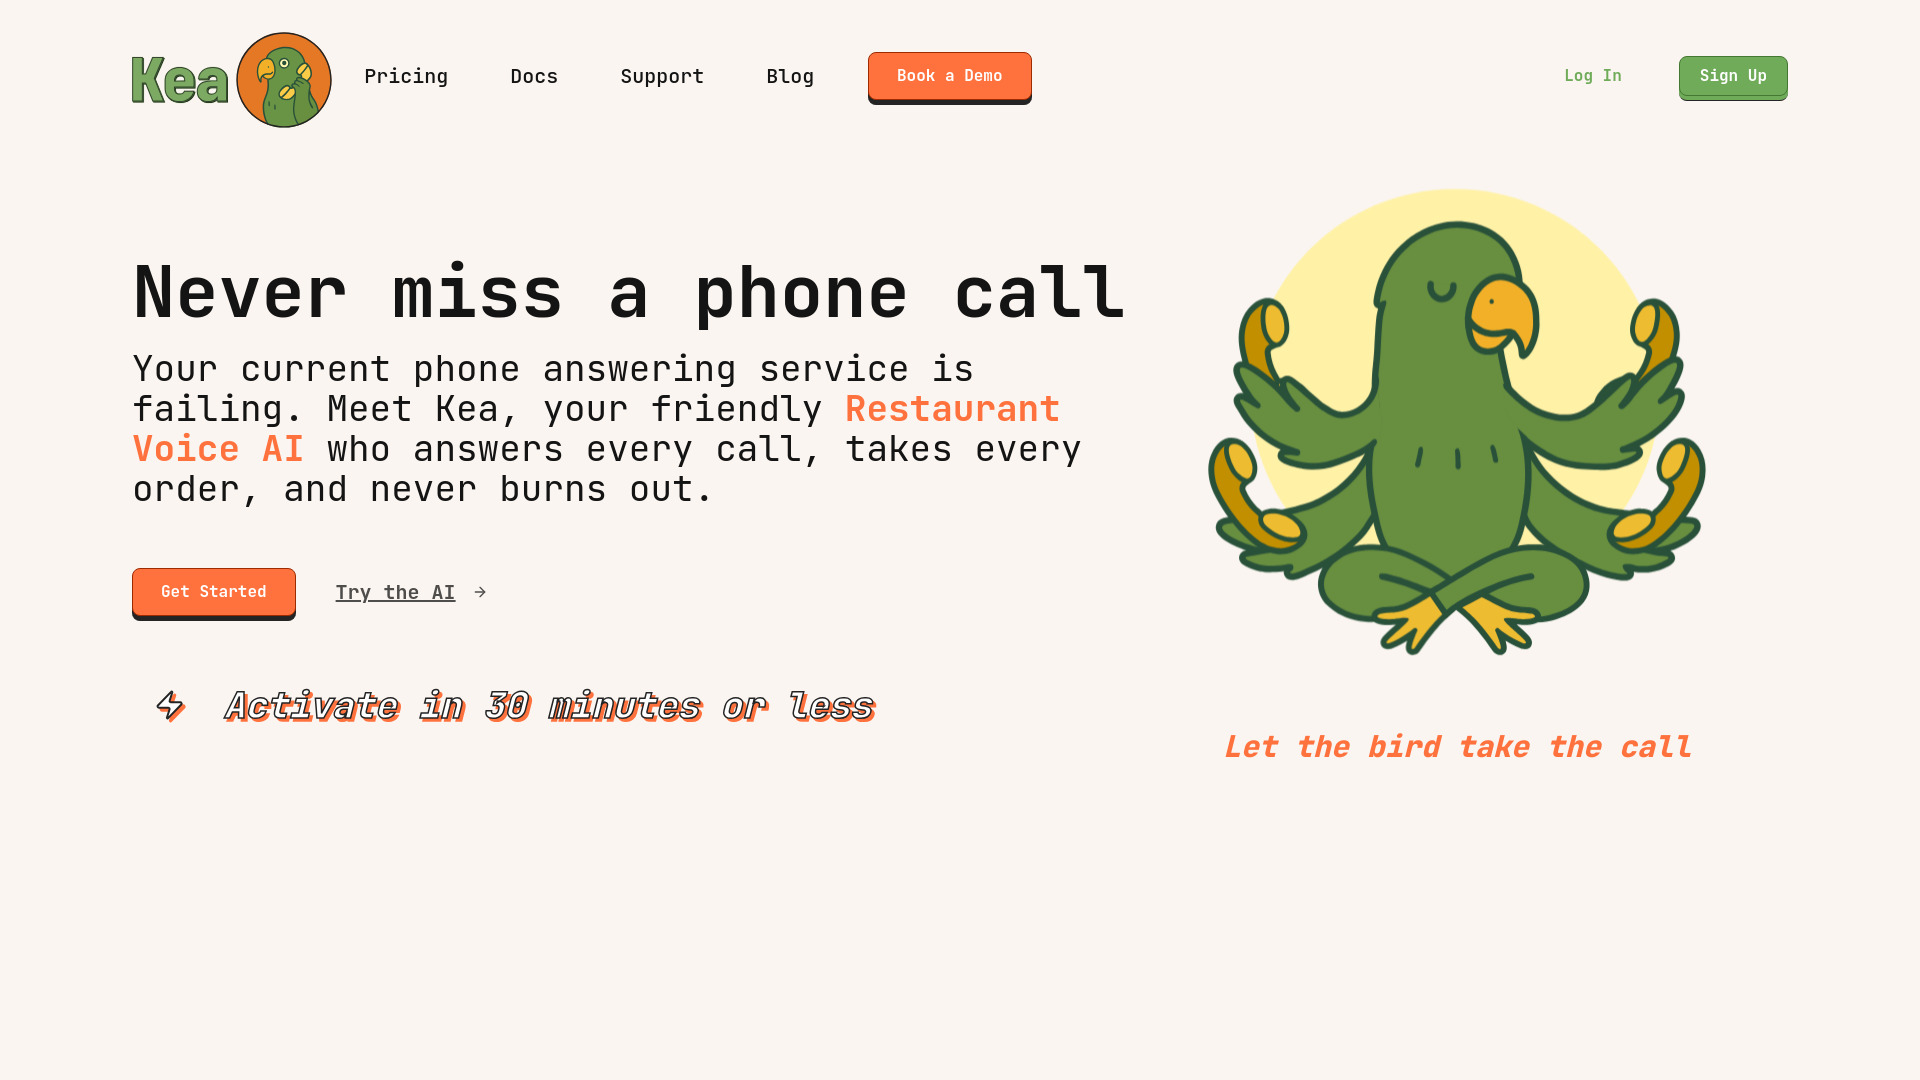 Kea
Pricing
Docs
Support
Blog
Book a Demo
Log In
Sign Up
Never miss a phone call
Your current phone answering service is
failing. Meet Kea, your friendly Restaurant
Voice AI who answers every call, takes every
order, and never burns out.
Get Started
Try the AI →
Activate in 30 minutes or less
Let the bird take the call